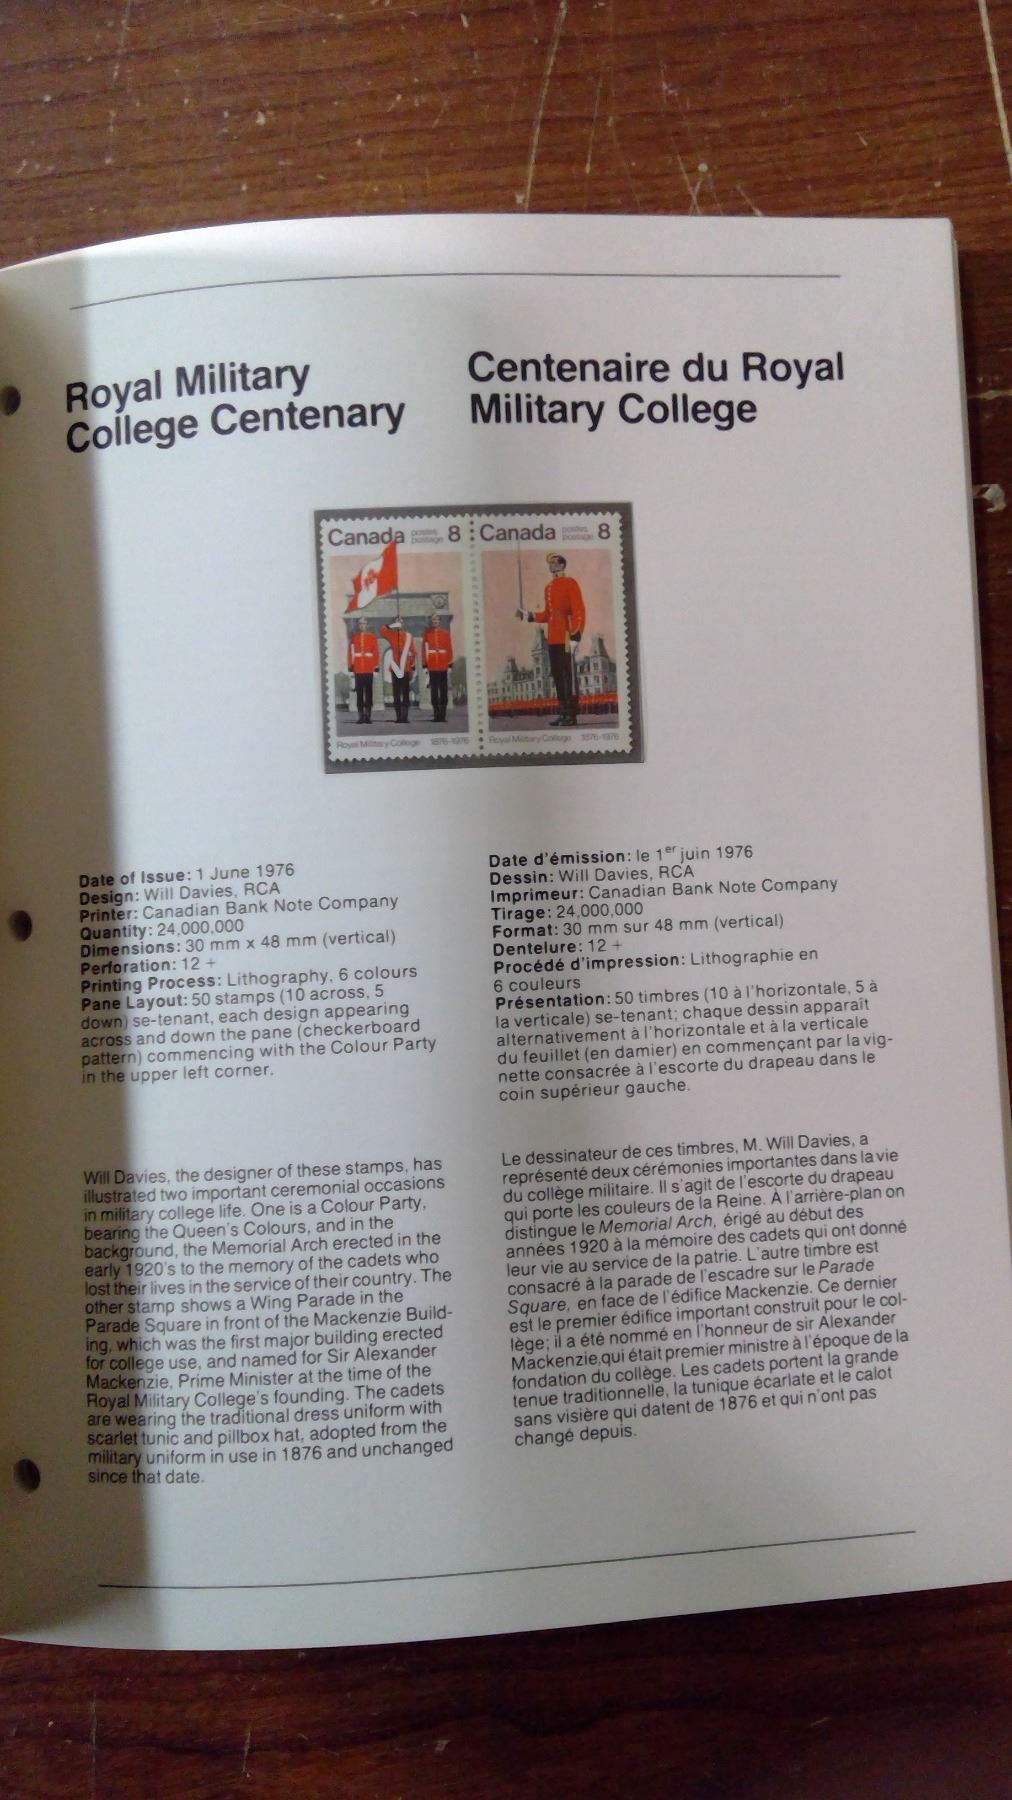 Royal Military
College Centenary
Centenaire du Royal
Military College
Canada postes postage 8
Royal Military College 1876-1976
Canada postes postage 8
Royal Military College 1876-1976
Date of Issue: 1 June 1976
Design: Will Davies, RCA
Printer: Canadian Bank Note Company
Quantity: 24,000,000
Dimensions: 30 mm x 48 mm (vertical)
Perforation: 12 +
Printing Process: Lithography, 6 colours
Pane Layout: 50 stamps (10 across, 5
down) se-tenant, each design appearing
across and down the pane (checkerboard
pattern) commencing with the Colour Party
in the upper left corner.
Will Davies, the designer of these stamps, has
illustrated two important ceremonial occasions
in military college life. One is a Colour Party,
bearing the Queen's Colours, and in the
background, the Memorial Arch erected in the
early 1920's to the memory of the cadets who
lost their lives in the service of their country. The
other stamp shows a Wing Parade in the
Parade Square in front of the Mackenzie Build-
ing, which was the first major building erected
for college use, and named for Sir Alexander
Mackenzie, Prime Minister at the time of the
Royal Military College's founding. The cadets
are wearing the traditional dress uniform with
scarlet tunic and pillbox hat, adopted from the
military uniform in use in 1876 and unchanged
since that date.
Date d'émission: le 1er juin 1976
Dessin: Will Davies, RCA
Imprimeur: Canadian Bank Note Company
Tirage: 24,000,000
Format: 30 mm sur 48 mm (vertical)
Dentelure: 12 +
Procédé d'impression: Lithographie en
6 couleurs
Présentation: 50 timbres (10 à l'horizontale, 5 à
la verticale) se-tenant; chaque dessin apparaît
alternativement à l'horizontale et à la verticale
du feuillet (en damier) en commençant par la vig-
nette consacrée à l'escorte du drapeau dans le
coin supérieur gauche.
Le dessinateur de ces timbres, M. Will Davies, a
représenté deux cérémonies importantes dans la vie
du collège militaire. Il s'agit de l'escorte du drapeau
qui porte les couleurs de la Reine. À l'arrière-plan on
distingue le Memorial Arch, érigé au début des
années 1920 à la mémoire des cadets qui ont donné
leur vie au service de la patrie. L'autre timbre est
consacré à la parade de l'escadre sur le Parade
Square, en face de l'édifice Mackenzie. Ce dernier
est le premier édifice important construit pour le col-
lège; il a été nommé en l'honneur de sir Alexander
Mackenzie, qui était premier ministre à l'époque de la
fondation du collège. Les cadets portent la grande
tenue traditionnelle, la tunique écarlate et le calot
sans visière qui datent de 1876 et qui n'ont pas
changé depuis.